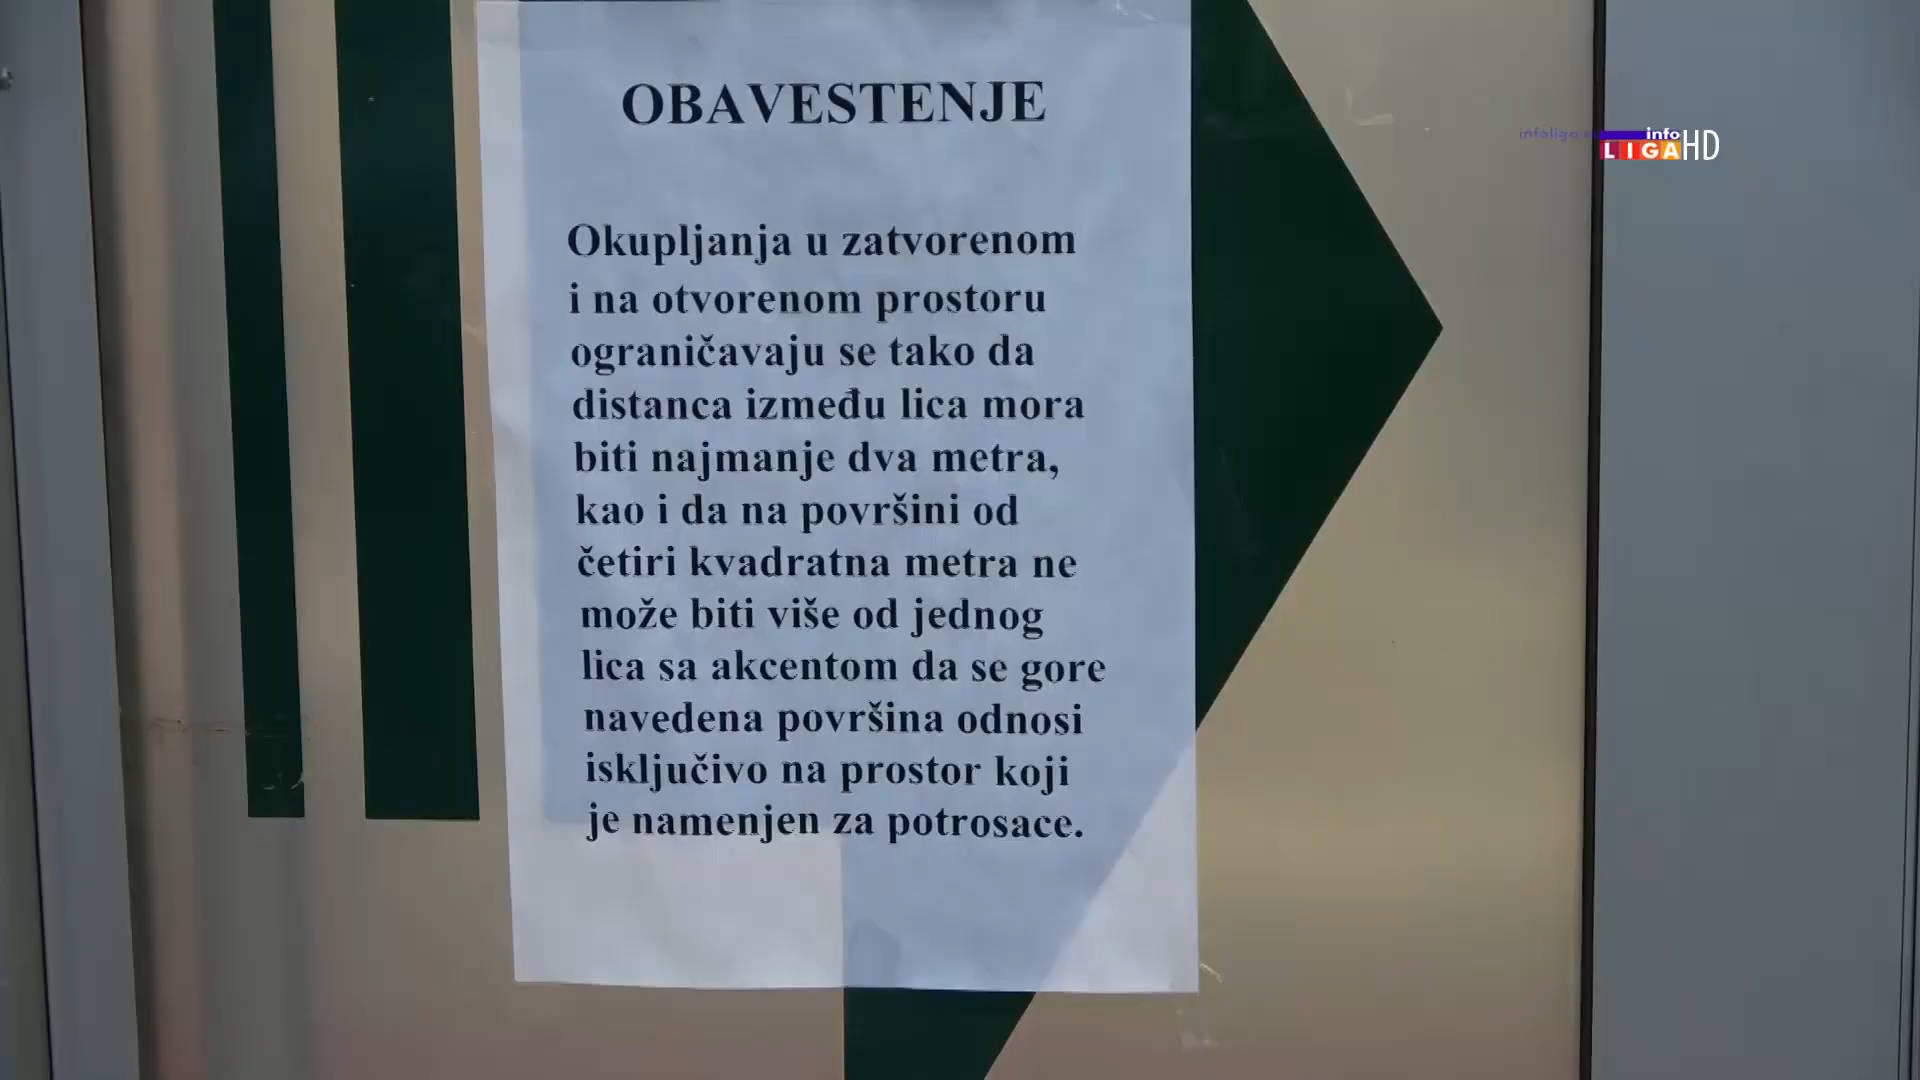 OBAVESTENJE
Okupljanja u zatvorenom
i na otvorenom prostoru
ograničavaju se tako da
distanca između lica mora
biti najmanje dva metra,
kao i da na površini od
četiri kvadratna metra ne
može biti više od jednog
lica sa akcentom da se gore
navedena površina odnosi
isključivo na prostor koji
je namenjen za potrosace.
info
LIGA HD